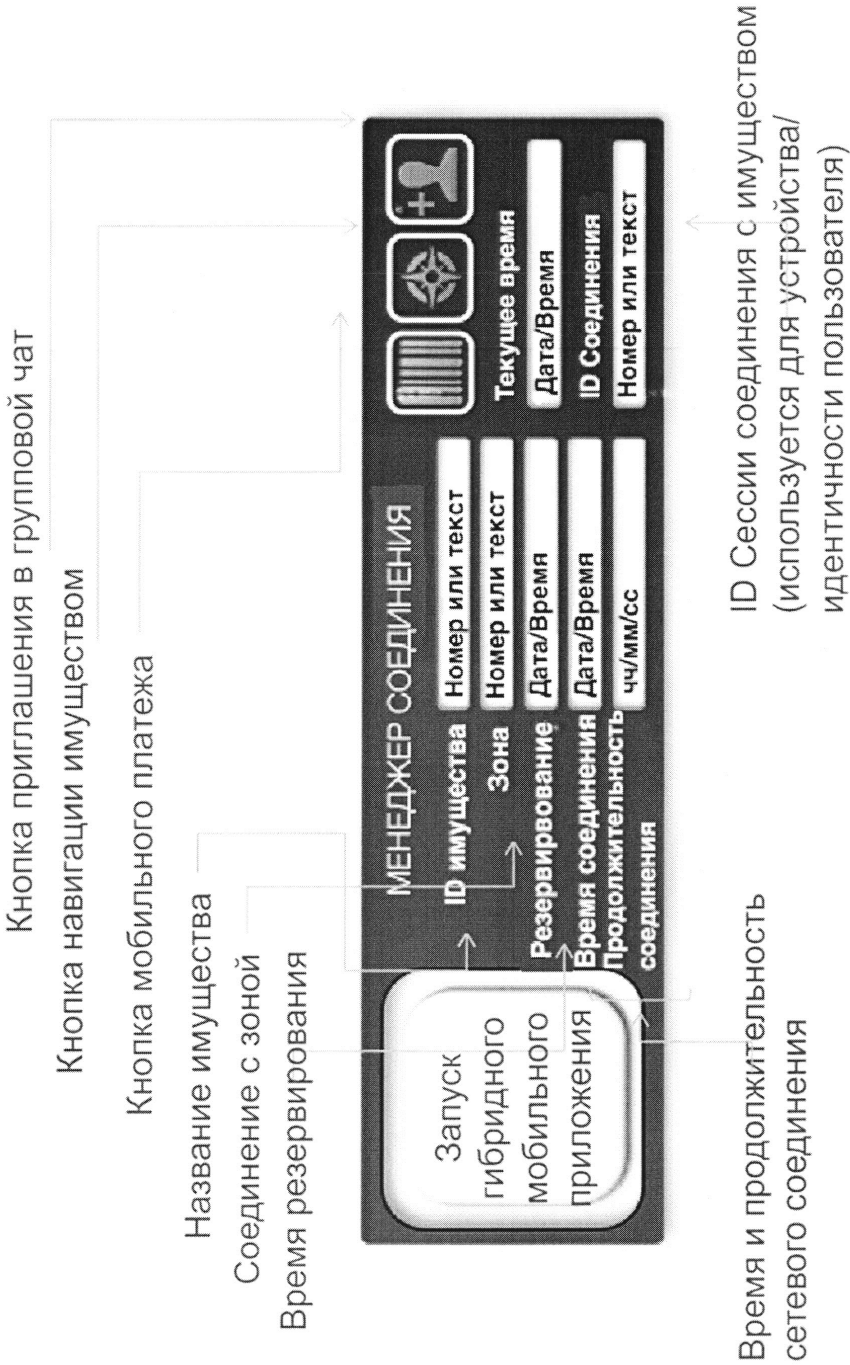 Кнопка приглашения в групповой чат
Кнопка навигации имуществом
Кнопка мобильного платежа
Название имущества
Соединение с зоной
Время резервирования
Запуск
гибридного
мобильного
приложения
МЕНЕДЖЕР СОЕДИНЕНИЯ
ID имущества
Номер или текст
Зона
Номер или текст
Резервирвование
Дата/Время
Время соединения
Дата/Время
Продолжительность
соединения
чч/мм/сс
Текущее время
Дата/Время
ID Соединения
Номер или текст
Время и продолжительность
сетевого соединения
ID Сессии соединения с имуществом
(используется для устройства/
идентичности пользователя)